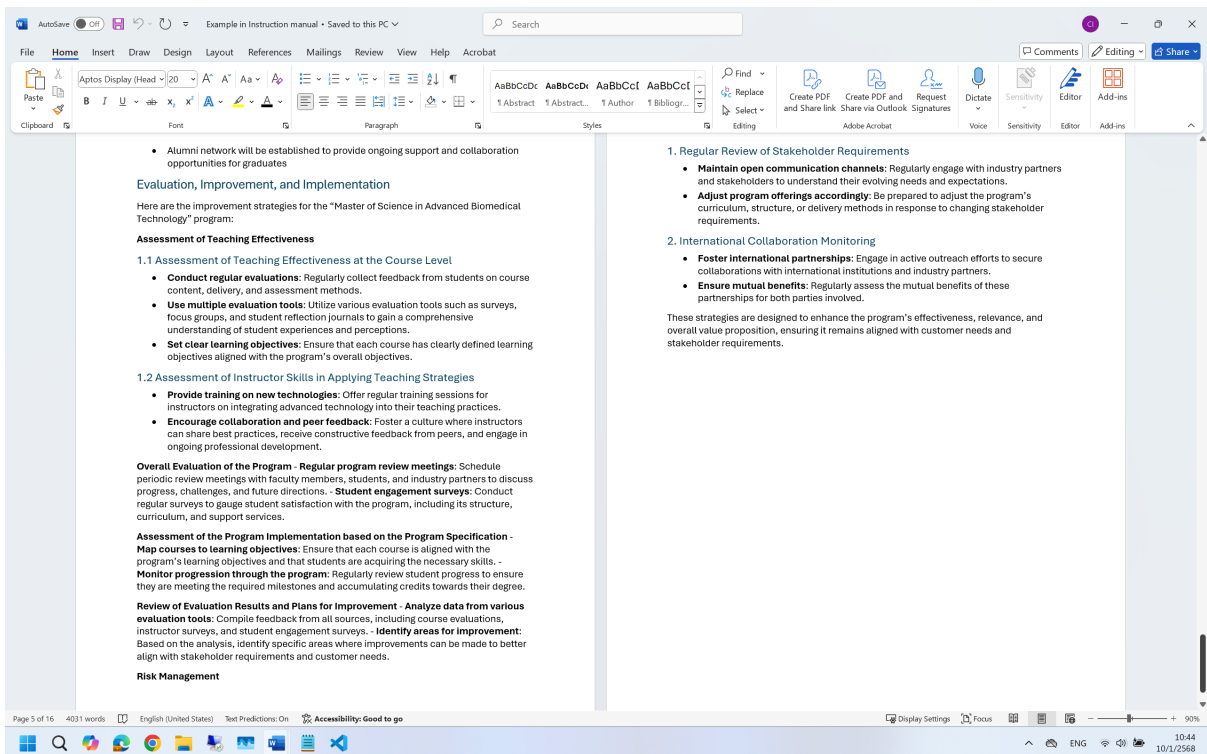 AutoSave Off Example in Instruction manual • Saved to this PC Search CI
File Home Insert Draw Design Layout References Mailings Review View Help Acrobat Comments Editing Share
Paste Aptos Display (Head 20 A A Aa A
B I U ab x₂ x² A A
AaBbCcDc AaBbCcDc AaBbCcI AaBbCcI
¶ Abstract ¶ Abstract... ¶ Author ¶ Bibliogr...
Find
Replace
Select
Create PDF and Share link
Create PDF and Share via Outlook
Request Signatures
Dictate
Sensitivity
Editor
Add-ins
Clipboard Font Paragraph Styles Editing Adobe Acrobat Voice Sensitivity Editor Add-ins
• Alumni network will be established to provide ongoing support and collaboration
opportunities for graduates
Evaluation, Improvement, and Implementation
Here are the improvement strategies for the “Master of Science in Advanced Biomedical
Technology” program:
Assessment of Teaching Effectiveness
1.1 Assessment of Teaching Effectiveness at the Course Level
• Conduct regular evaluations: Regularly collect feedback from students on course
content, delivery, and assessment methods.
• Use multiple evaluation tools: Utilize various evaluation tools such as surveys,
focus groups, and student reflection journals to gain a comprehensive
understanding of student experiences and perceptions.
• Set clear learning objectives: Ensure that each course has clearly defined learning
objectives aligned with the program’s overall objectives.
1.2 Assessment of Instructor Skills in Applying Teaching Strategies
• Provide training on new technologies: Offer regular training sessions for
instructors on integrating advanced technology into their teaching practices.
• Encourage collaboration and peer feedback: Foster a culture where instructors
can share best practices, receive constructive feedback from peers, and engage in
ongoing professional development.
Overall Evaluation of the Program - Regular program review meetings: Schedule
periodic review meetings with faculty members, students, and industry partners to discuss
progress, challenges, and future directions. - Student engagement surveys: Conduct
regular surveys to gauge student satisfaction with the program, including its structure,
curriculum, and support services.
Assessment of the Program Implementation based on the Program Specification -
Map courses to learning objectives: Ensure that each course is aligned with the
program’s learning objectives and that students are acquiring the necessary skills. -
Monitor progression through the program: Regularly review student progress to ensure
they are meeting the required milestones and accumulating credits towards their degree.
Review of Evaluation Results and Plans for Improvement - Analyze data from various
evaluation tools: Compile feedback from all sources, including course evaluations,
instructor surveys, and student engagement surveys. - Identify areas for improvement:
Based on the analysis, identify specific areas where improvements can be made to better
align with stakeholder requirements and customer needs.
Risk Management
1. Regular Review of Stakeholder Requirements
• Maintain open communication channels: Regularly engage with industry partners
and stakeholders to understand their evolving needs and expectations.
• Adjust program offerings accordingly: Be prepared to adjust the program’s
curriculum, structure, or delivery methods in response to changing stakeholder
requirements.
2. International Collaboration Monitoring
• Foster international partnerships: Engage in active outreach efforts to secure
collaborations with international institutions and industry partners.
• Ensure mutual benefits: Regularly assess the mutual benefits of these
partnerships for both parties involved.
These strategies are designed to enhance the program’s effectiveness, relevance, and
overall value proposition, ensuring it remains aligned with customer needs and
stakeholder requirements.
Page 5 of 16 4031 words English (United States) Text Predictions: On Accessibility: Good to go Display Settings Focus 90%
ENG 10:44
10/1/2568